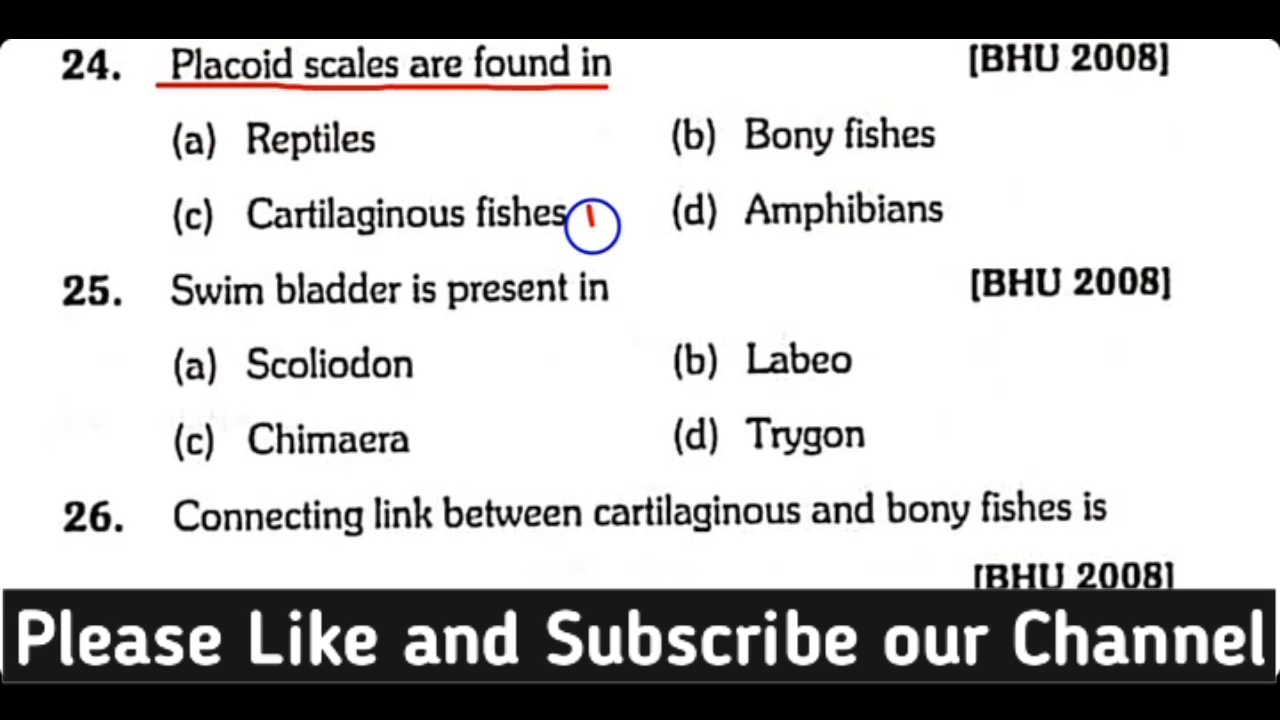 24. Placoid scales are found in [BHU 2008]
(a) Reptiles (b) Bony fishes
(c) Cartilaginous fishes (d) Amphibians
25. Swim bladder is present in [BHU 2008]
(a) Scoliodon (b) Labeo
(c) Chimaera (d) Trygon
26. Connecting link between cartilaginous and bony fishes is
[BHU 2008]
Please Like and Subscribe our Channel